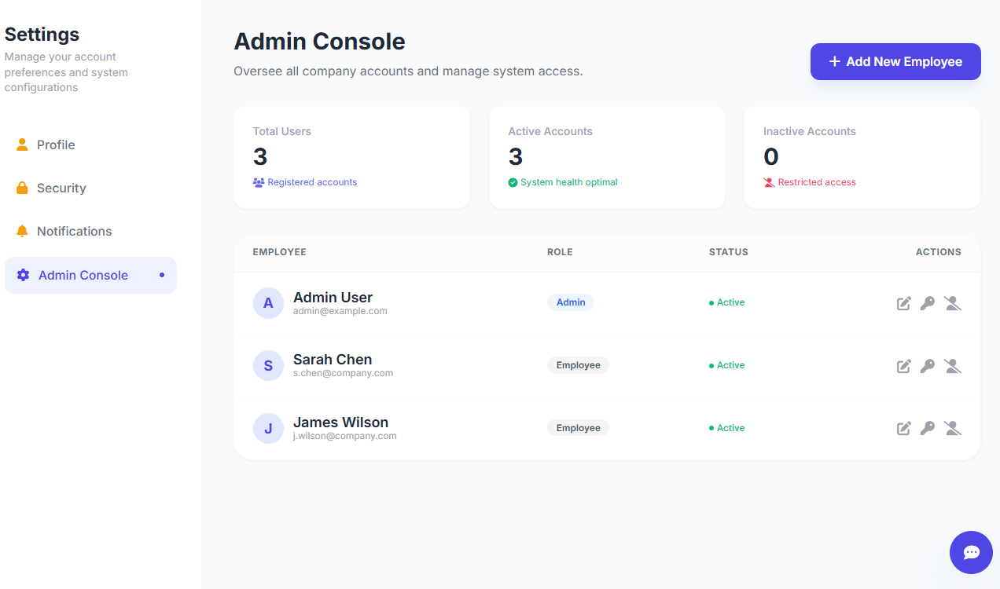 Settings
Manage your account
preferences and system
configurations
Profile
Security
Notifications
Admin Console
Admin Console
Oversee all company accounts and manage system access.
Add New Employee
Total Users
3
Registered accounts
Active Accounts
3
System health optimal
Inactive Accounts
0
Restricted access
EMPLOYEE ROLE STATUS ACTIONS
A
Admin User
admin@example.com
Admin
Active
S
Sarah Chen
s.chen@company.com
Employee
Active
J
James Wilson
j.wilson@company.com
Employee
Active